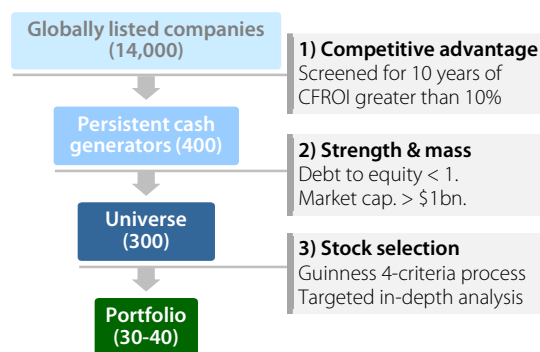 Globally listed companies
(14,000)
1) Competitive advantage
Screened for 10 years of
CFROI greater than 10%
Persistent cash
generators (400)
2) Strength & mass
Debt to equity < 1.
Market cap. > $1bn.
Universe
(300)
3) Stock selection
Guinness 4-criteria process
Targeted in-depth analysis
Portfolio
(30-40)